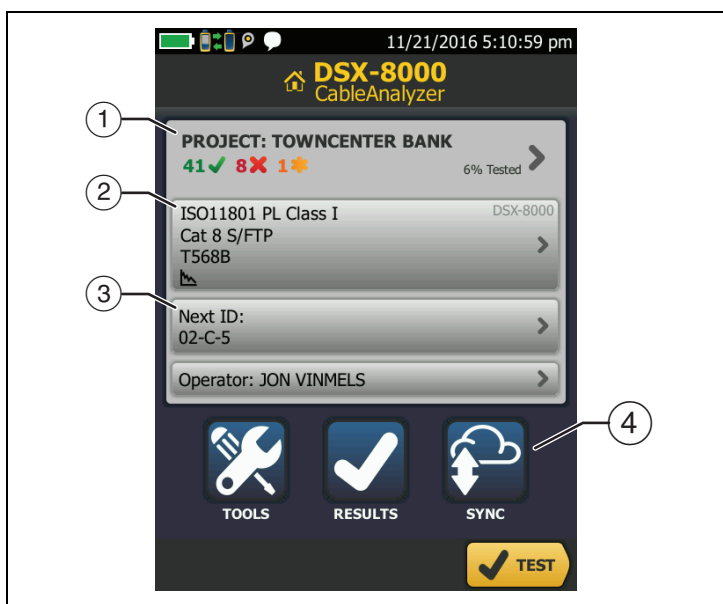 11/21/2016 5:10:59 pm
DSX-8000
CableAnalyzer
1
PROJECT: TOWNCENTER BANK
41 8 1
6% Tested
2
ISO11801 PL Class I
DSX-8000
Cat 8 S/FTP
T568B
3
Next ID:
02-C-5
Operator: JON VINMELS
4
TOOLS
RESULTS
SYNC
TEST